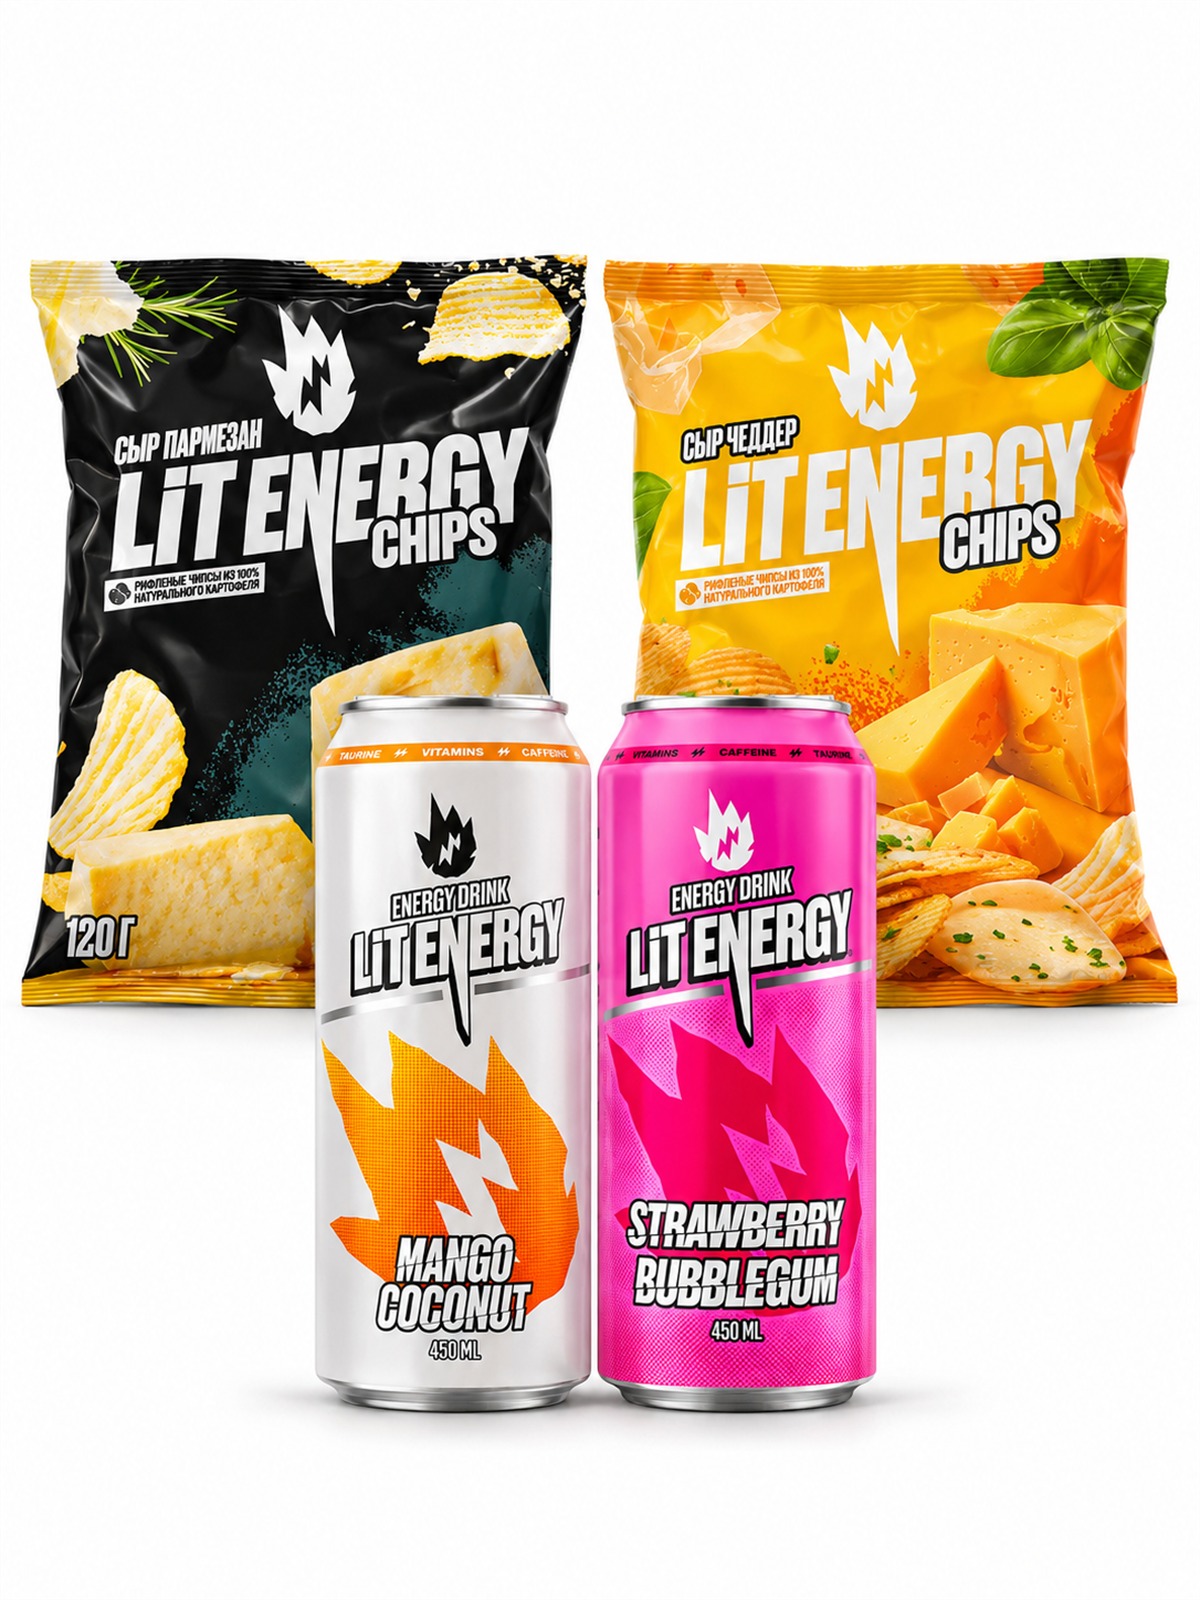 СЫР ПАРМЕЗАН
LiT ENERGY
CHIPS
РИФЛЕНЫЕ ЧИПСЫ ИЗ 100%
НАТУРАЛЬНОГО КАРТОФЕЛЯ
120 Г
СЫР ЧЕДДЕР
LiT ENERGY
CHIPS
РИФЛЕНЫЕ ЧИПСЫ ИЗ 100%
НАТУРАЛЬНОГО КАРТОФЕЛЯ
TAURINE VITAMINS CAFFEINE
ENERGY DRINK
LiT ENERGY
MANGO
COCONUT
450 ML
VITAMINS CAFFEINE TAURINE
ENERGY DRINK
LiT ENERGY
STRAWBERRY
BUBBLEGUM
450 ML